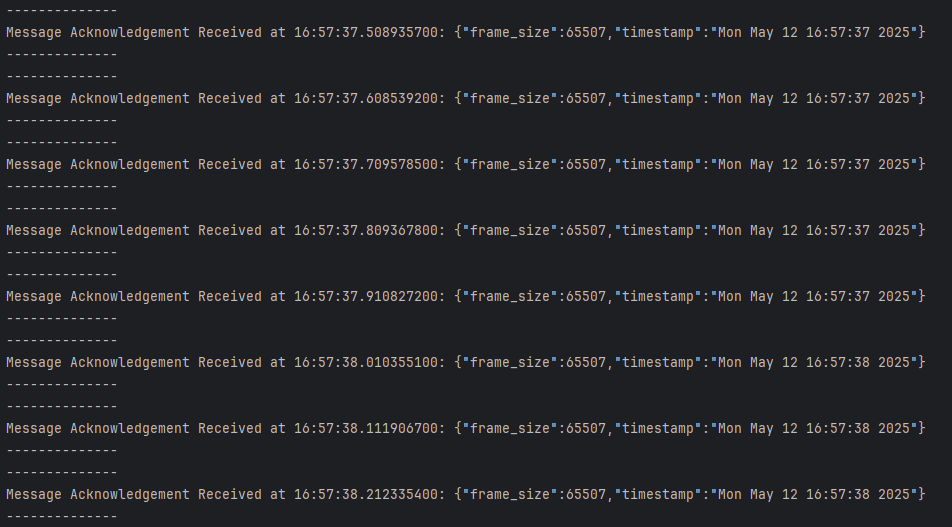 --------------
Message Acknowledgement Received at 16:57:37.508935700: {"frame_size":65507,"timestamp":"Mon May 12 16:57:37 2025"}
--------------
--------------
Message Acknowledgement Received at 16:57:37.608539200: {"frame_size":65507,"timestamp":"Mon May 12 16:57:37 2025"}
--------------
--------------
Message Acknowledgement Received at 16:57:37.709578500: {"frame_size":65507,"timestamp":"Mon May 12 16:57:37 2025"}
--------------
--------------
Message Acknowledgement Received at 16:57:37.809367800: {"frame_size":65507,"timestamp":"Mon May 12 16:57:37 2025"}
--------------
--------------
Message Acknowledgement Received at 16:57:37.910827200: {"frame_size":65507,"timestamp":"Mon May 12 16:57:37 2025"}
--------------
--------------
Message Acknowledgement Received at 16:57:38.010355100: {"frame_size":65507,"timestamp":"Mon May 12 16:57:38 2025"}
--------------
--------------
Message Acknowledgement Received at 16:57:38.111906700: {"frame_size":65507,"timestamp":"Mon May 12 16:57:38 2025"}
--------------
--------------
Message Acknowledgement Received at 16:57:38.212335400: {"frame_size":65507,"timestamp":"Mon May 12 16:57:38 2025"}
--------------